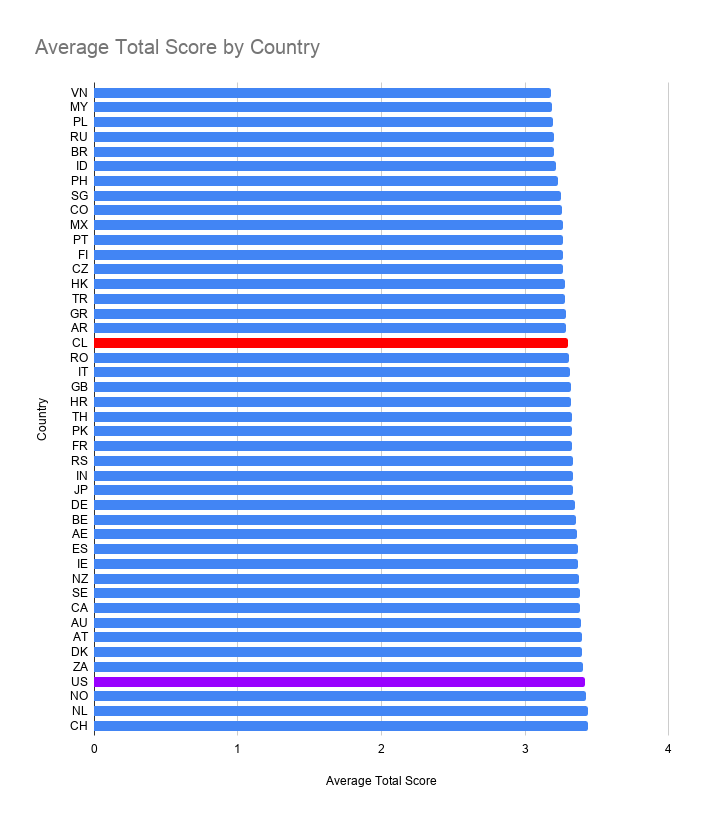 Average Total Score by Country
VN
MY
PL
RU
BR
ID
PH
SG
CO
MX
PT
FI
CZ
HK
TR
GR
AR
CL
RO
IT
GB
HR
TH
PK
FR
RS
IN
JP
DE
BE
AE
ES
IE
NZ
SE
CA
AU
AT
DK
ZA
US
NO
NL
CH
Country
0 1 2 3 4
Average Total Score